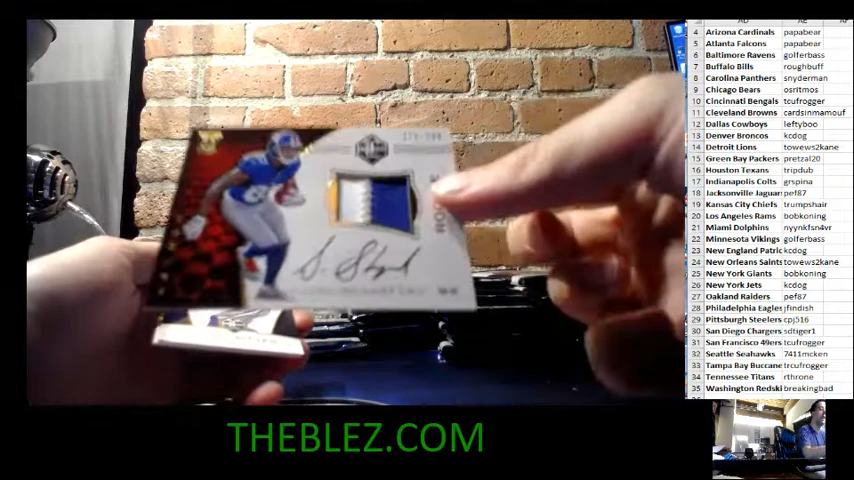 AD AE AF
4 Arizona Cardinals papabear
5 Atlanta Falcons papabear
6 Baltimore Ravens golferbass
7 Buffalo Bills roughbuff
8 Carolina Panthers snyderman
9 Chicago Bears osritmos
10 Cincinnati Bengals tcufrogger
11 Cleveland Browns cardsinmamouf
12 Dallas Cowboys leftyboo
13 Denver Broncos kcdog
14 Detroit Lions towews2kane
15 Green Bay Packers pretzal20
16 Houston Texans tripdub
17 Indianapolis Colts grspina
18 Jacksonville Jaguar pef87
19 Kansas City Chiefs trumpshair
20 Los Angeles Rams bobkoning
21 Miami Dolphins nyynkfsn4vr
22 Minnesota Vikings golferbass
23 New England Patric kcdog
24 New Orleans Saints towews2kane
25 New York Giants bobkoning
26 New York Jets kcdog
27 Oakland Raiders pef87
28 Philadelphia Eagles jfindish
29 Pittsburgh Steelers cpj516
30 San Diego Chargers sdtiger1
31 San Francisco 49ers tcufrogger
32 Seattle Seahawks 7411mcken
33 Tampa Bay Buccane trcufrogger
34 Tennessee Titans rthrone
35 Washington Redski breakingbad
THEBLEZ.COM